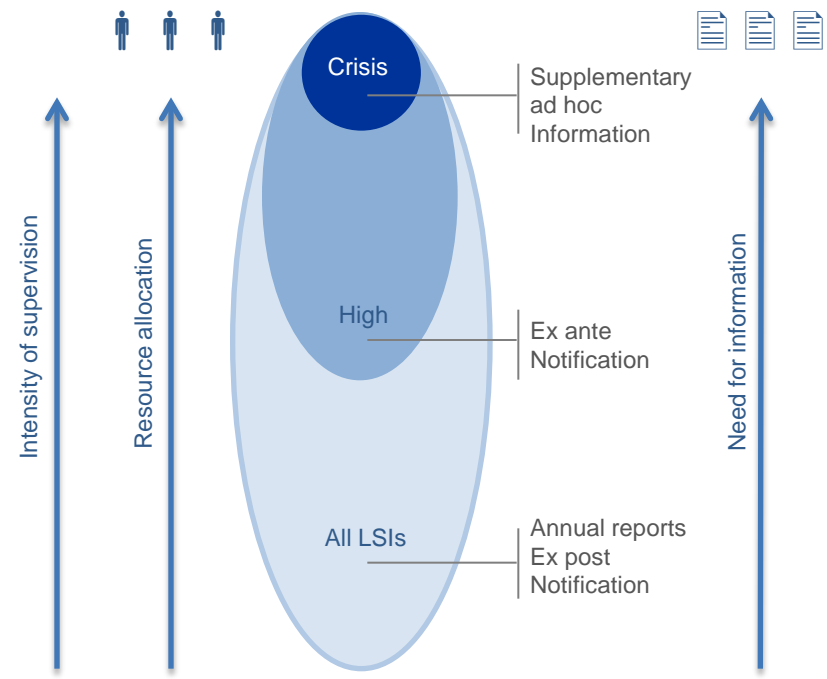 Crisis
Supplementary
ad hoc
Information
Intensity of supervision
Resource allocation
Need for information
High
Ex ante
Notification
All LSIs
Annual reports
Ex post
Notification